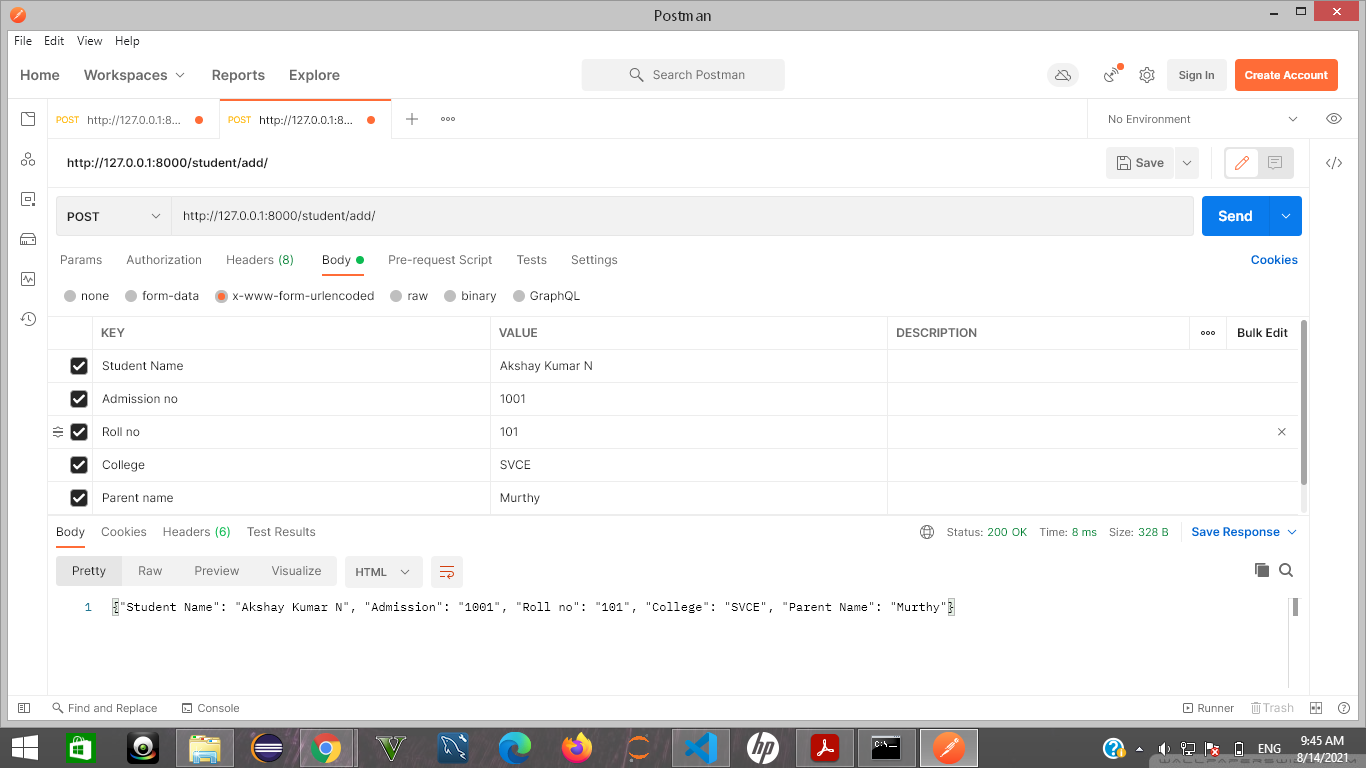 Postman
File Edit View Help
Home Workspaces Reports Explore Search Postman Sign In Create Account
POST http://127.0.0.1:8... POST http://127.0.0.1:8... No Environment
http://127.0.0.1:8000/student/add/ Save
POST http://127.0.0.1:8000/student/add/ Send
Params Authorization Headers (8) Body Pre-request Script Tests Settings Cookies
none form-data x-www-form-urlencoded raw binary GraphQL
KEY VALUE DESCRIPTION Bulk Edit
Student Name Akshay Kumar N
Admission no 1001
Roll no 101
College SVCE
Parent name Murthy
Body Cookies Headers (6) Test Results Status: 200 OK Time: 8 ms Size: 328 B Save Response
Pretty Raw Preview Visualize HTML
1 {"Student Name": "Akshay Kumar N", "Admission": "1001", "Roll no": "101", "College": "SVCE", "Parent Name": "Murthy"}
Find and Replace Console Runner Trash
C:\_
hp
ENG
9:45 AM
8/14/2021